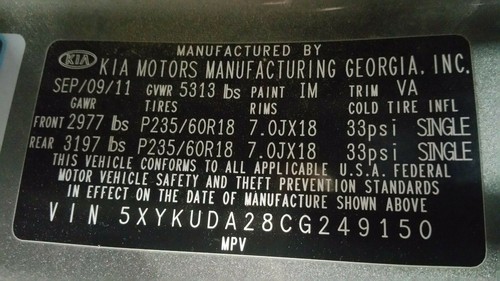 MANUFACTURED BY
KIA KIA MOTORS MANUFACTURING GEORGIA, INC.
SEP/09/11 GVWR 5313 lbs PAINT IM TRIM VA
GAWR TIRES RIMS COLD TIRE INFL
FRONT 2977 lbs P235/60R18 7.0JX18 33psi SINGLE
REAR 3197 lbs P235/60R18 7.0JX18 33psi SINGLE
THIS VEHICLE CONFORMS TO ALL APPLICABLE U.S.A. FEDERAL
MOTOR VEHICLE SAFETY AND THEFT PREVENTION STANDARDS
IN EFFECT ON THE DATE OF MANUFACTURE SHOWN ABOVE
VIN 5XYKUDA28CG249150
MPV